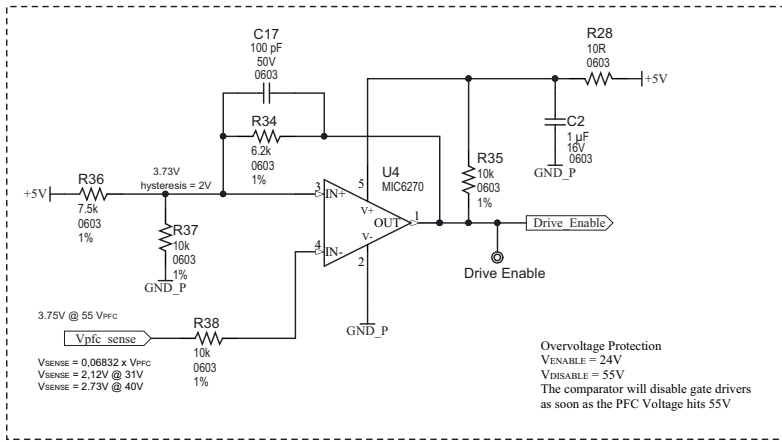 C17
100 pF
50V
0603
R28
10R
0603
+5V
R34
6.2k
0603
1%
C2
1 µF
16V
0603
GND_P
R35
10k
0603
1%
U4
MIC6270
R36
7.5k
0603
1%
+5V
3.73V
hysteresis = 2V
R37
10k
0603
1%
GND_P
3
IN+
4
IN-
5
V+
OUT
1
V-
2
GND_P
Drive_Enable
Drive Enable
3.75V @ 55 VPFC
Vpfc_sense
R38
10k
0603
1%
VSENSE = 0,06832 x VPFC
VSENSE = 2,12V @ 31V
VSENSE = 2.73V @ 40V
Overvoltage Protection
VENABLE = 24V
VDISABLE = 55V
The comparator will disable gate drivers
as soon as the PFC Voltage hits 55V